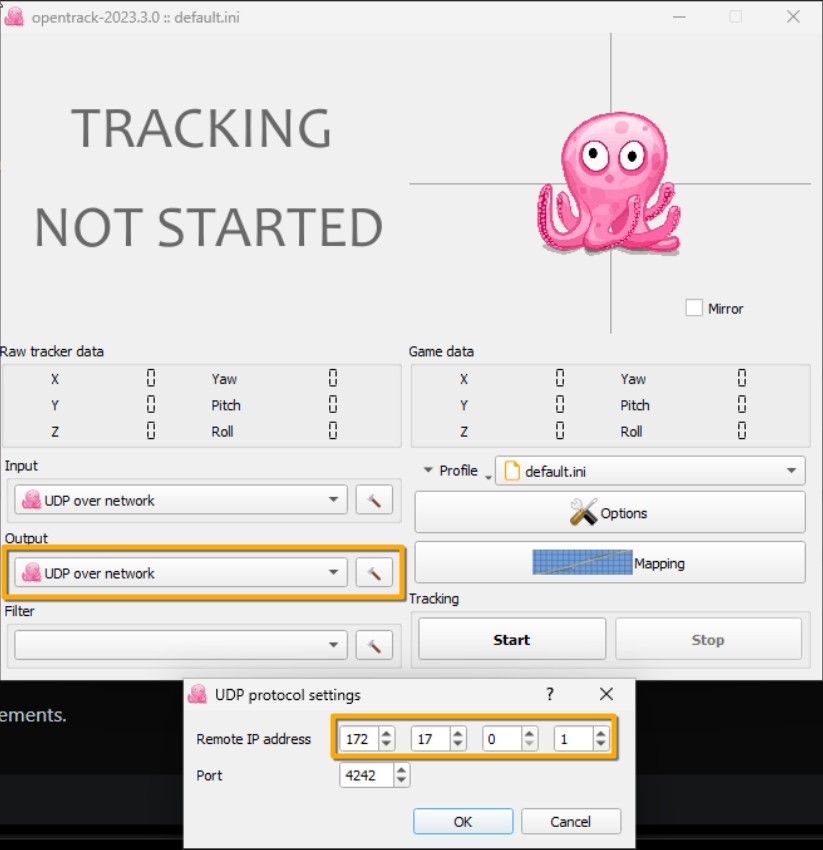 opentrack-2023.3.0 :: default.ini
TRACKING
NOT STARTED
Mirror
Raw tracker data
X 0 Yaw 0
Y 0 Pitch 0
Z 0 Roll 0
Game data
X 0 Yaw 0
Y 0 Pitch 0
Z 0 Roll 0
Input
UDP over network
Output
UDP over network
Filter
Profile default.ini
Options
Mapping
Tracking
Start Stop
ements.
UDP protocol settings ?
Remote IP address 172 17 0 1
Port 4242
OK Cancel